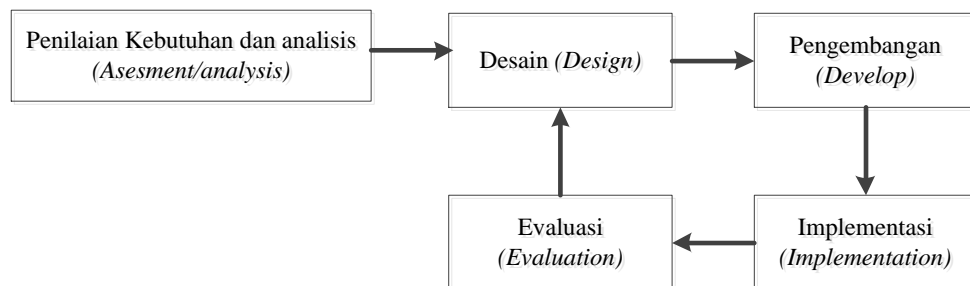 Penilaian Kebutuhan dan analisis
(Asesment/analysis)
Desain (Design)
Pengembangan
(Develop)
Evaluasi
(Evaluation)
Implementasi
(Implementation)